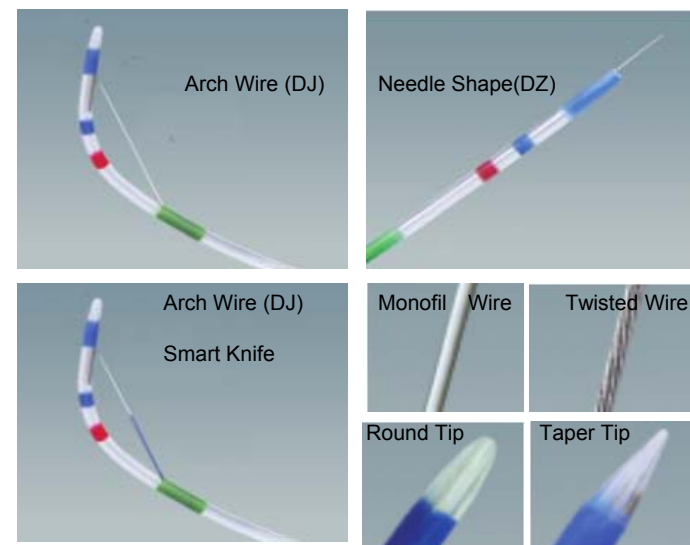 Arch Wire (DJ)
Needle Shape(DZ)
Arch Wire (DJ)
Smart Knife
Monofil Wire
Twisted Wire
Round Tip
Taper Tip